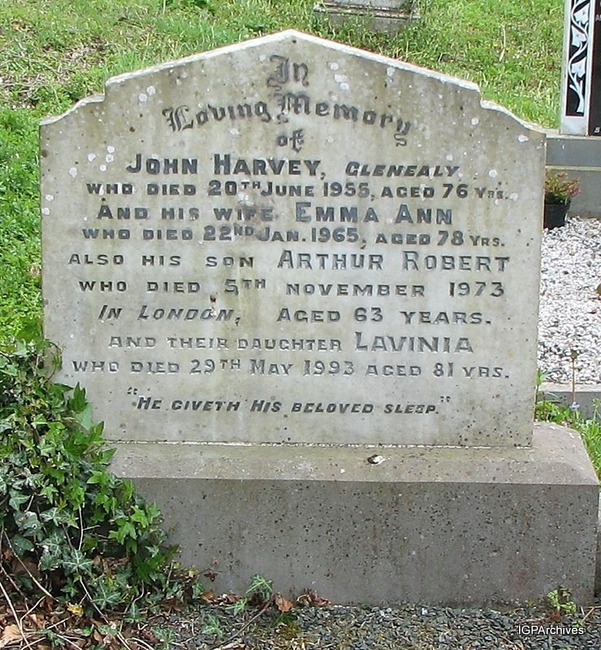 In
Loving Memory
of
JOHN HARVEY, GLENEALY
WHO DIED 20TH JUNE 1955, AGED 76 YRS.
AND HIS WIFE EMMA ANN
WHO DIED 22ND JAN. 1965, AGED 78 YRS.
ALSO HIS SON ARTHUR ROBERT
WHO DIED 5TH NOVEMBER 1973
IN LONDON, AGED 63 YEARS.
AND THEIR DAUGHTER LAVINIA
WHO DIED 29TH MAY 1993 AGED 81 YRS.
"HE GIVETH HIS BELOVED SLEEP."
IGPArchives